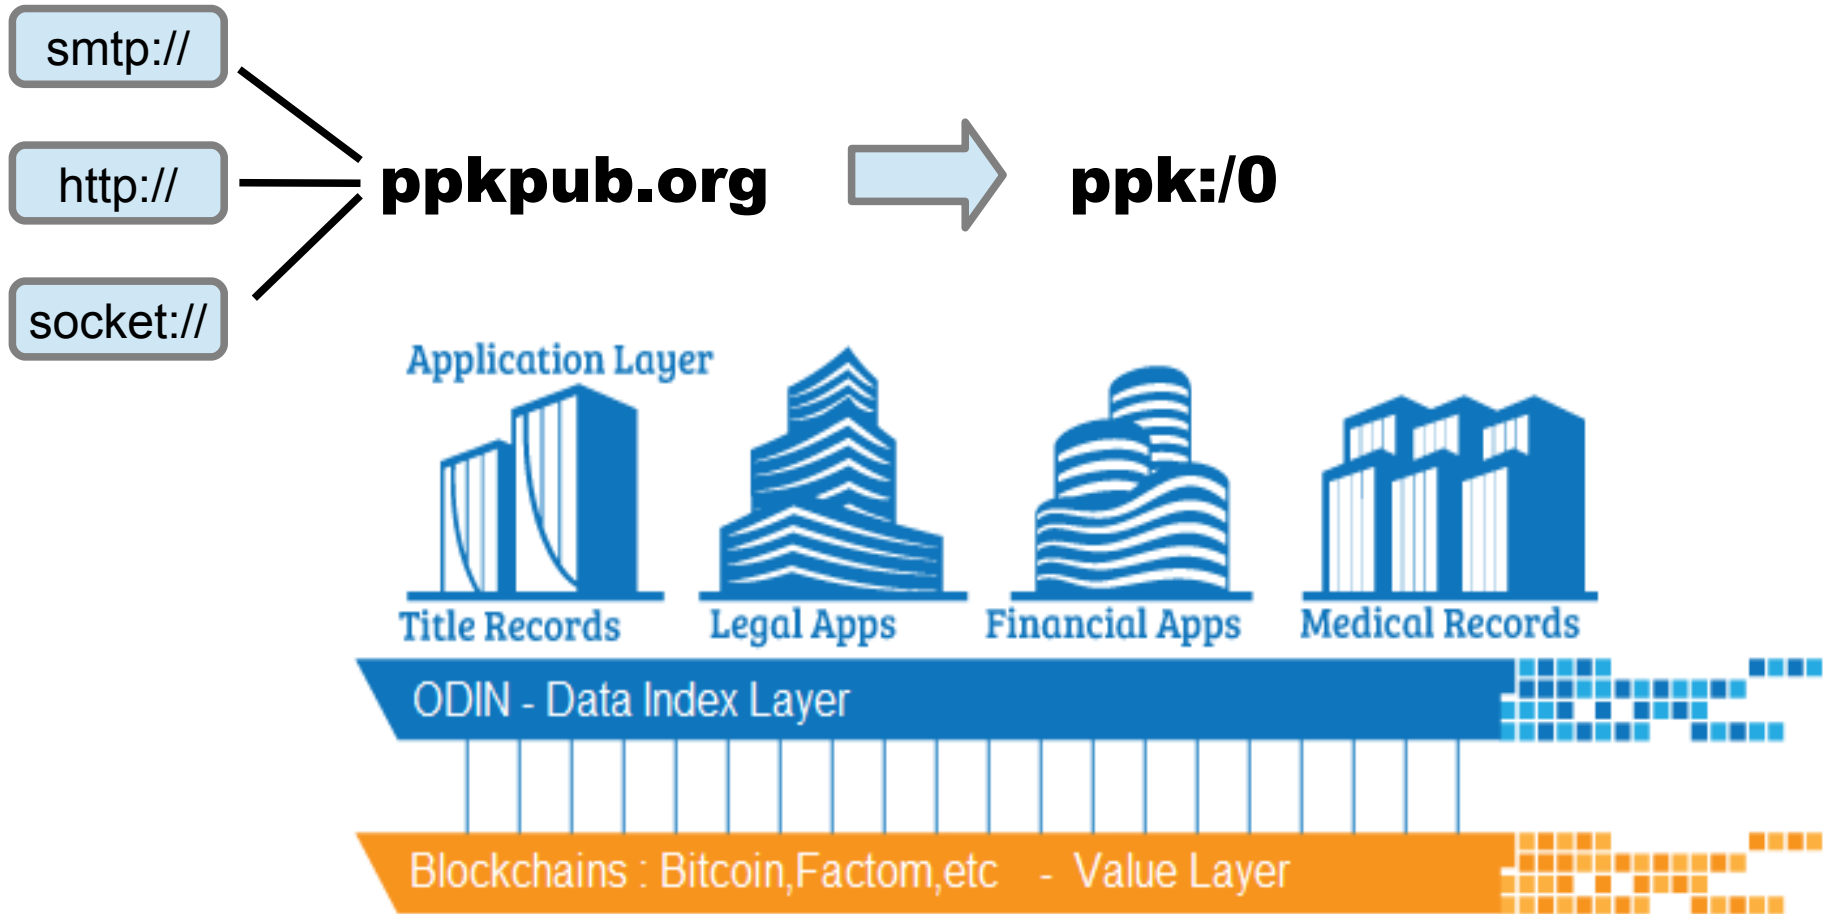 smtp://
http://
socket://
ppkpub.org
ppk:/0
Application Layer
Title Records
Legal Apps
Financial Apps
Medical Records
ODIN - Data Index Layer
Blockchains : Bitcoin,Factom,etc - Value Layer